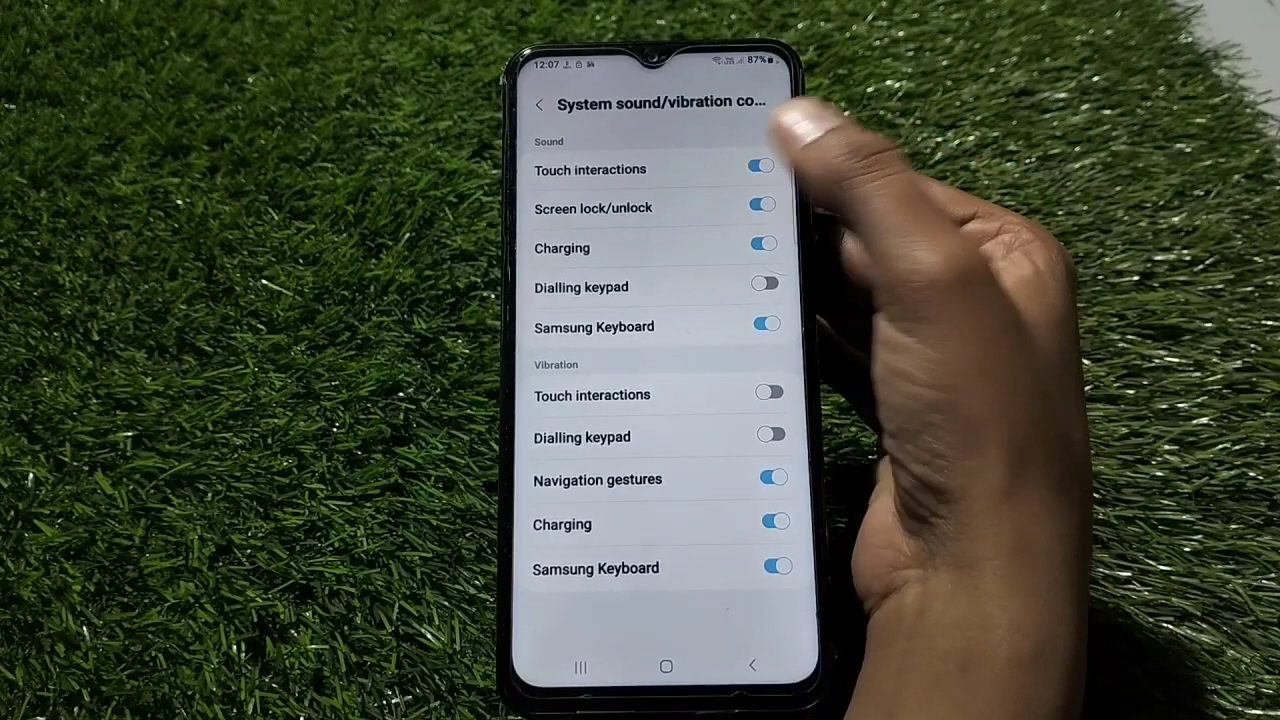 12:07
87%
System sound/vibration co...
Sound
Touch interactions
Screen lock/unlock
Charging
Dialling keypad
Samsung Keyboard
Vibration
Touch interactions
Dialling keypad
Navigation gestures
Charging
Samsung Keyboard